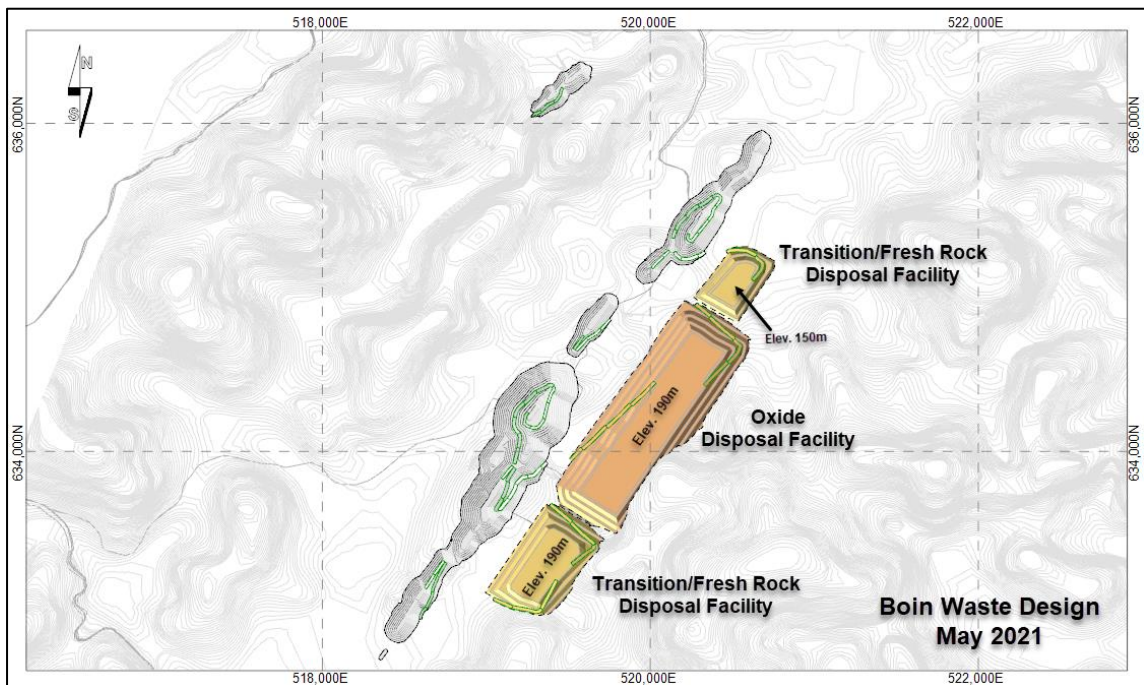 518,000E
520,000E
522,000E
N
S
636,000N
636,000N
Transition/Fresh Rock
Disposal Facility
Elev. 150m
Elev. 190m
Oxide
Disposal Facility
634,000N
634,000N
Elev. 190m
Transition/Fresh Rock
Disposal Facility
Boin Waste Design
May 2021
518,000E
520,000E
522,000E